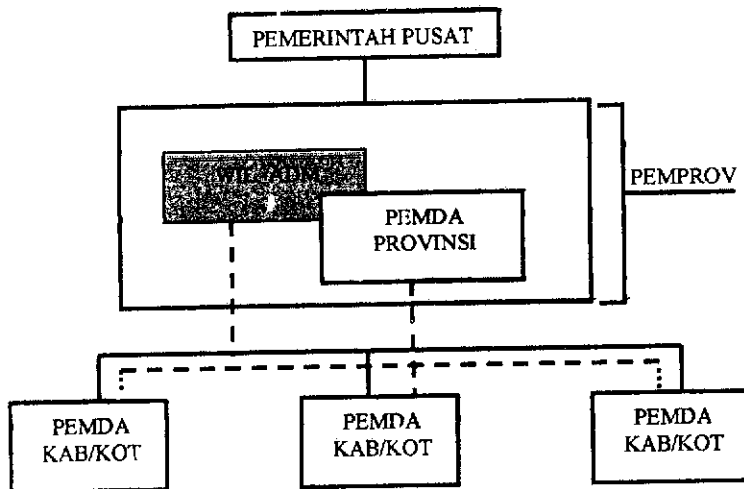 PEMERINTAH PUSAT
WIL. ADM
PEMPROV
PEMDA
PROVINSI
PEMDA
KAB/KOT
PEMDA
KAB/KOT
PEMDA
KAB/KOT